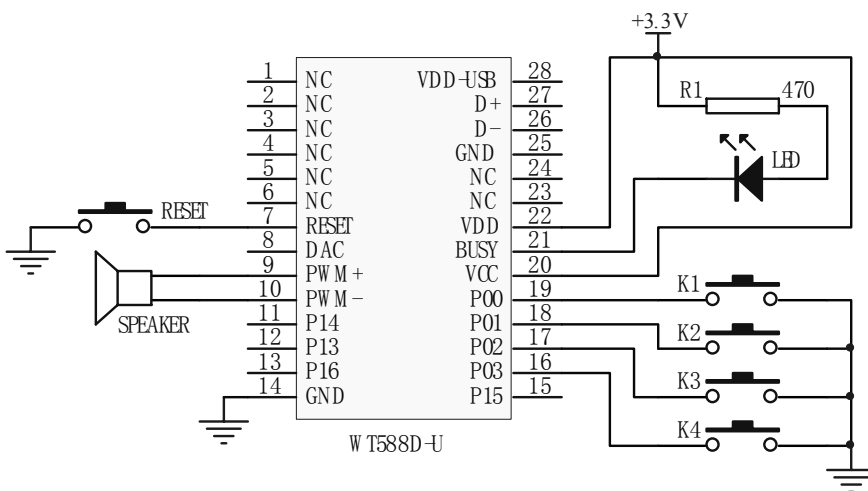 +3.3V
1 NC VDD-USB 28
2 NC D+ 27
3 NC D- 26
4 NC GND 25
5 NC NC 24
6 NC NC 23
7 RESET VDD 22
8 DAC BUSY 21
9 PWM+ VCC 20
10 PWM- P00 19
11 P14 P01 18
12 P13 P02 17
13 P16 P03 16
14 GND P15 15
WT588D-U
RESET
SPEAKER
R1 470
LED
K1
K2
K3
K4